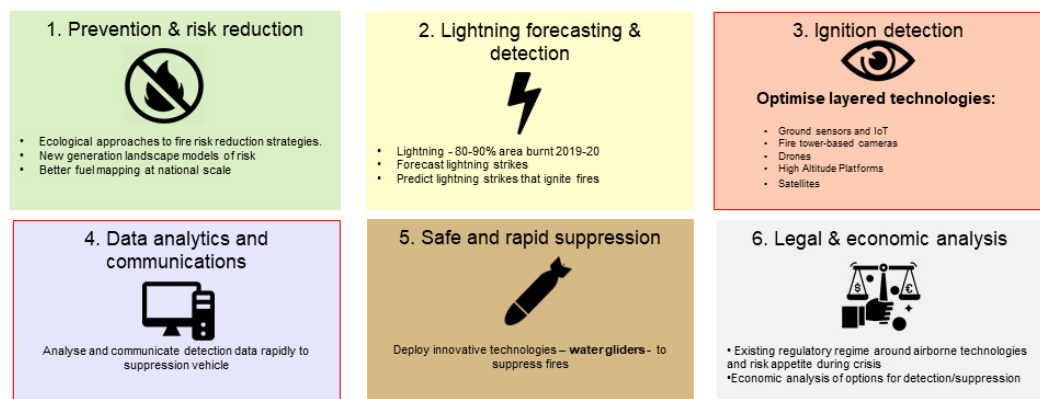 1. Prevention & risk reduction
• Ecological approaches to fire risk reduction strategies.
• New generation landscape models of risk
• Better fuel mapping at national scale
2. Lightning forecasting &
detection
• Lightning - 80-90% area burnt 2019-20
• Forecast lightning strikes
• Predict lightning strikes that ignite fires
3. Ignition detection
Optimise layered technologies:
• Ground sensors and IoT
• Fire tower-based cameras
• Drones
• High Altitude Platforms
• Satellites
4. Data analytics and
communications
Analyse and communicate detection data rapidly to
suppression vehicle
5. Safe and rapid suppression
Deploy innovative technologies – water gliders - to
suppress fires
6. Legal & economic analysis
$ €
• Existing regulatory regime around airborne technologies
and risk appetite during crisis
•Economic analysis of options for detection/suppression